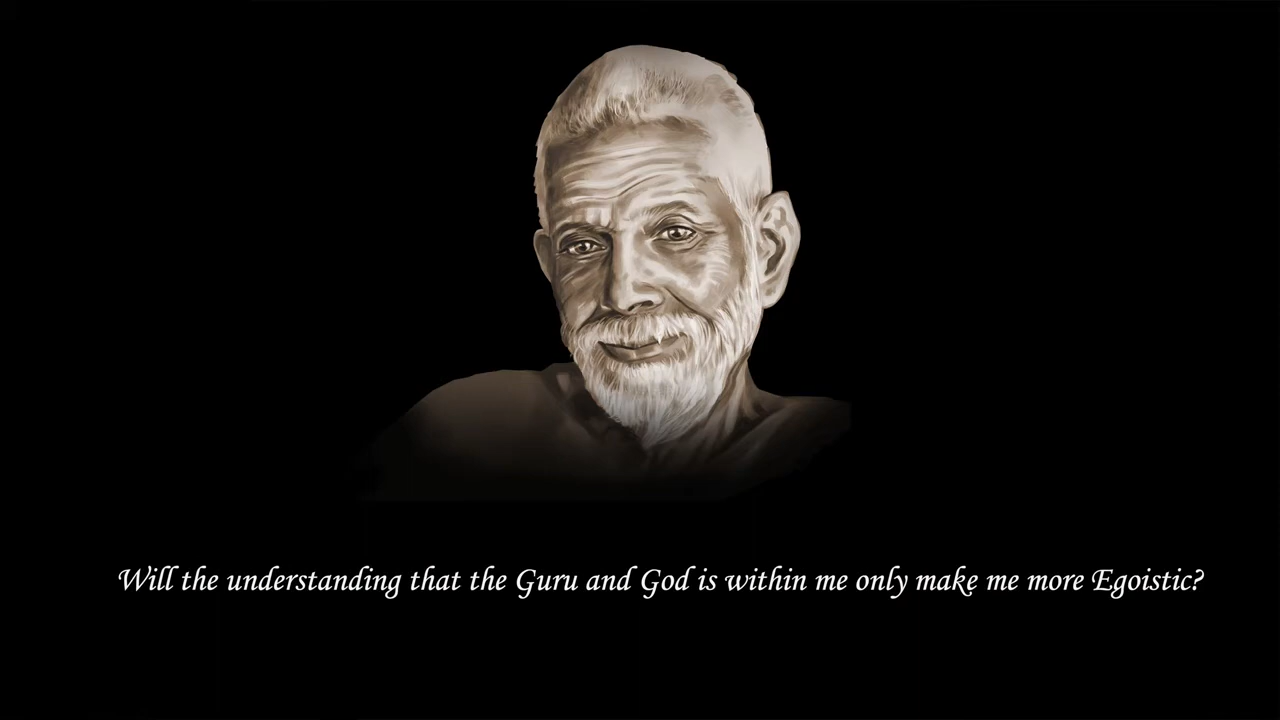 Will the understanding that the Guru and God is within me only make me more Egoistic?